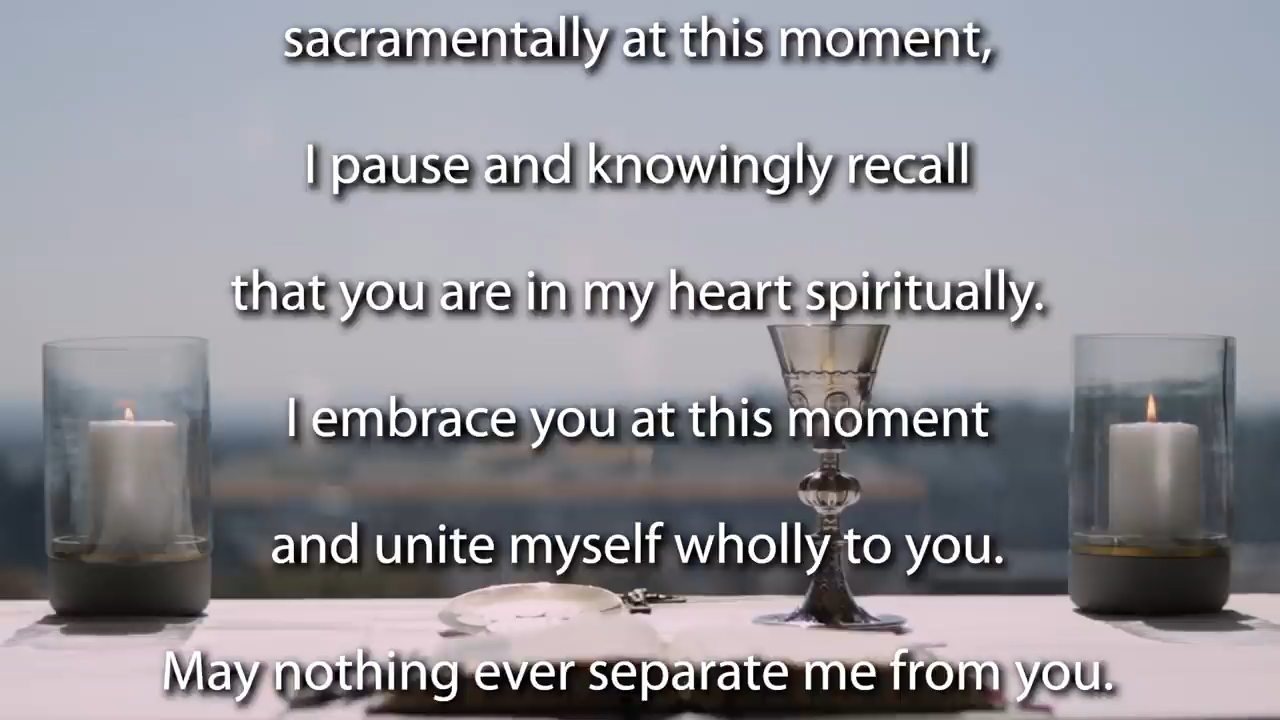 sacramentally at this moment,
I pause and knowingly recall
that you are in my heart spiritually.
I embrace you at this moment
and unite myself wholly to you.
May nothing ever separate me from you.